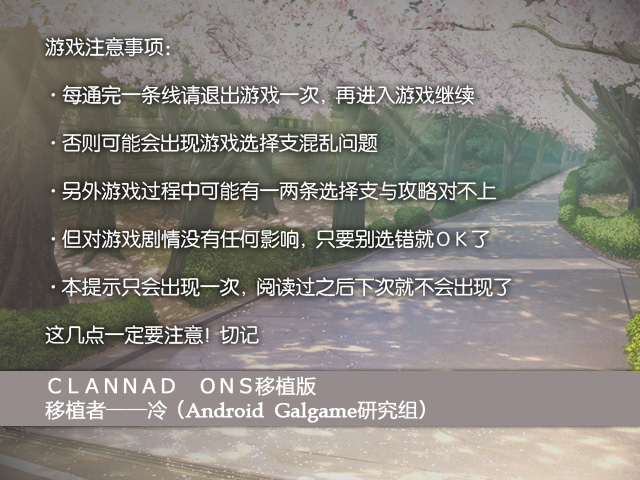 游戏注意事项：
・每通完一条线请退出游戏一次，再进入游戏继续
・否则可能会出现游戏选择支混乱问题
・另外游戏过程中可能有一两条选择支与攻略对不上
・但对游戏剧情没有任何影响，只要别选错就ＯＫ了
・本提示只会出现一次，阅读过之后下次就不会出现了
这几点一定要注意！切记
ＣＬＡＮＮＡＤ　ＯＮＳ移植版
移植者——冷（Android Galgame研究组）